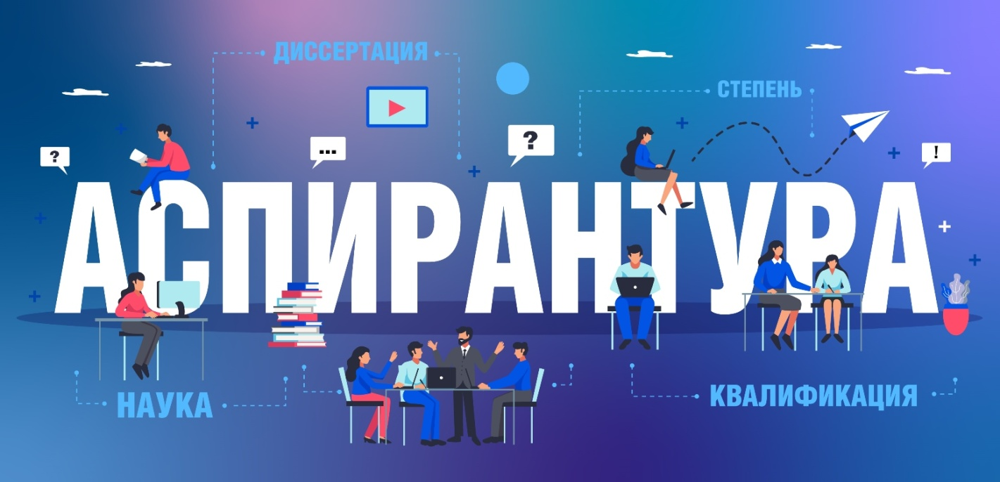 ДИССЕРТАЦИЯ
СТЕПЕНЬ
?
...
?
!
АСПИРАНТУРА
НАУКА
КВАЛИФИКАЦИЯ